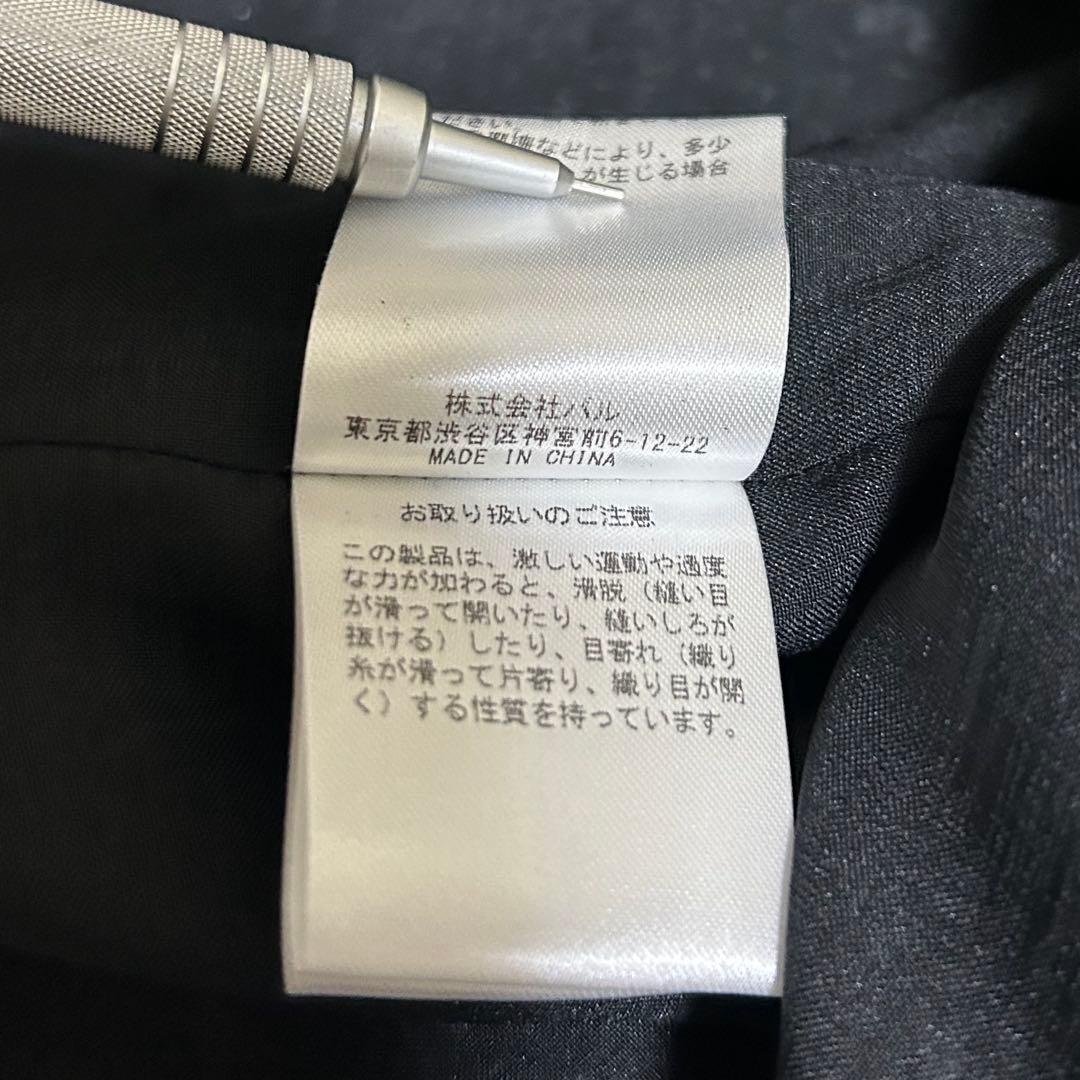 などにより、多少
が生じる場合
株式会社パル
東京都渋谷区神宮前6-12-22
MADE IN CHINA
お取り扱いのご注意
この製品は、激しい運動や過度
な力が加わると、滑脱（縫い目
が滑って開いたり、縫いしろが
抜ける）したり、目寄れ（織り
糸が滑って片寄り、織り目が開
く）する性質を持っています。